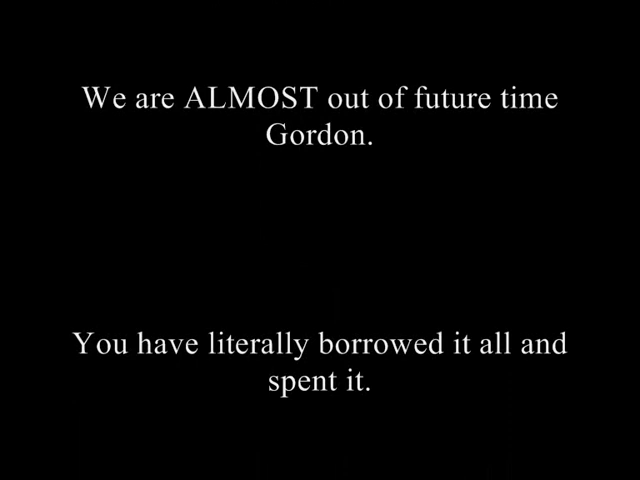 We are ALMOST out of future time
Gordon.
You have literally borrowed it all and
spent it.